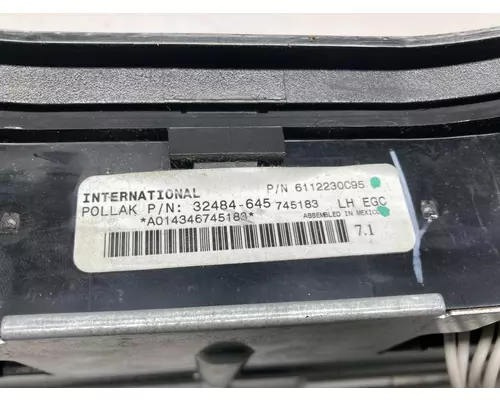 INTERNATIONAL P/N 6112230C95
POLLAK P/N: 32484-645 745183 LH EGC
*A014346745183* ASSEMBLED IN MEXICO
7.1